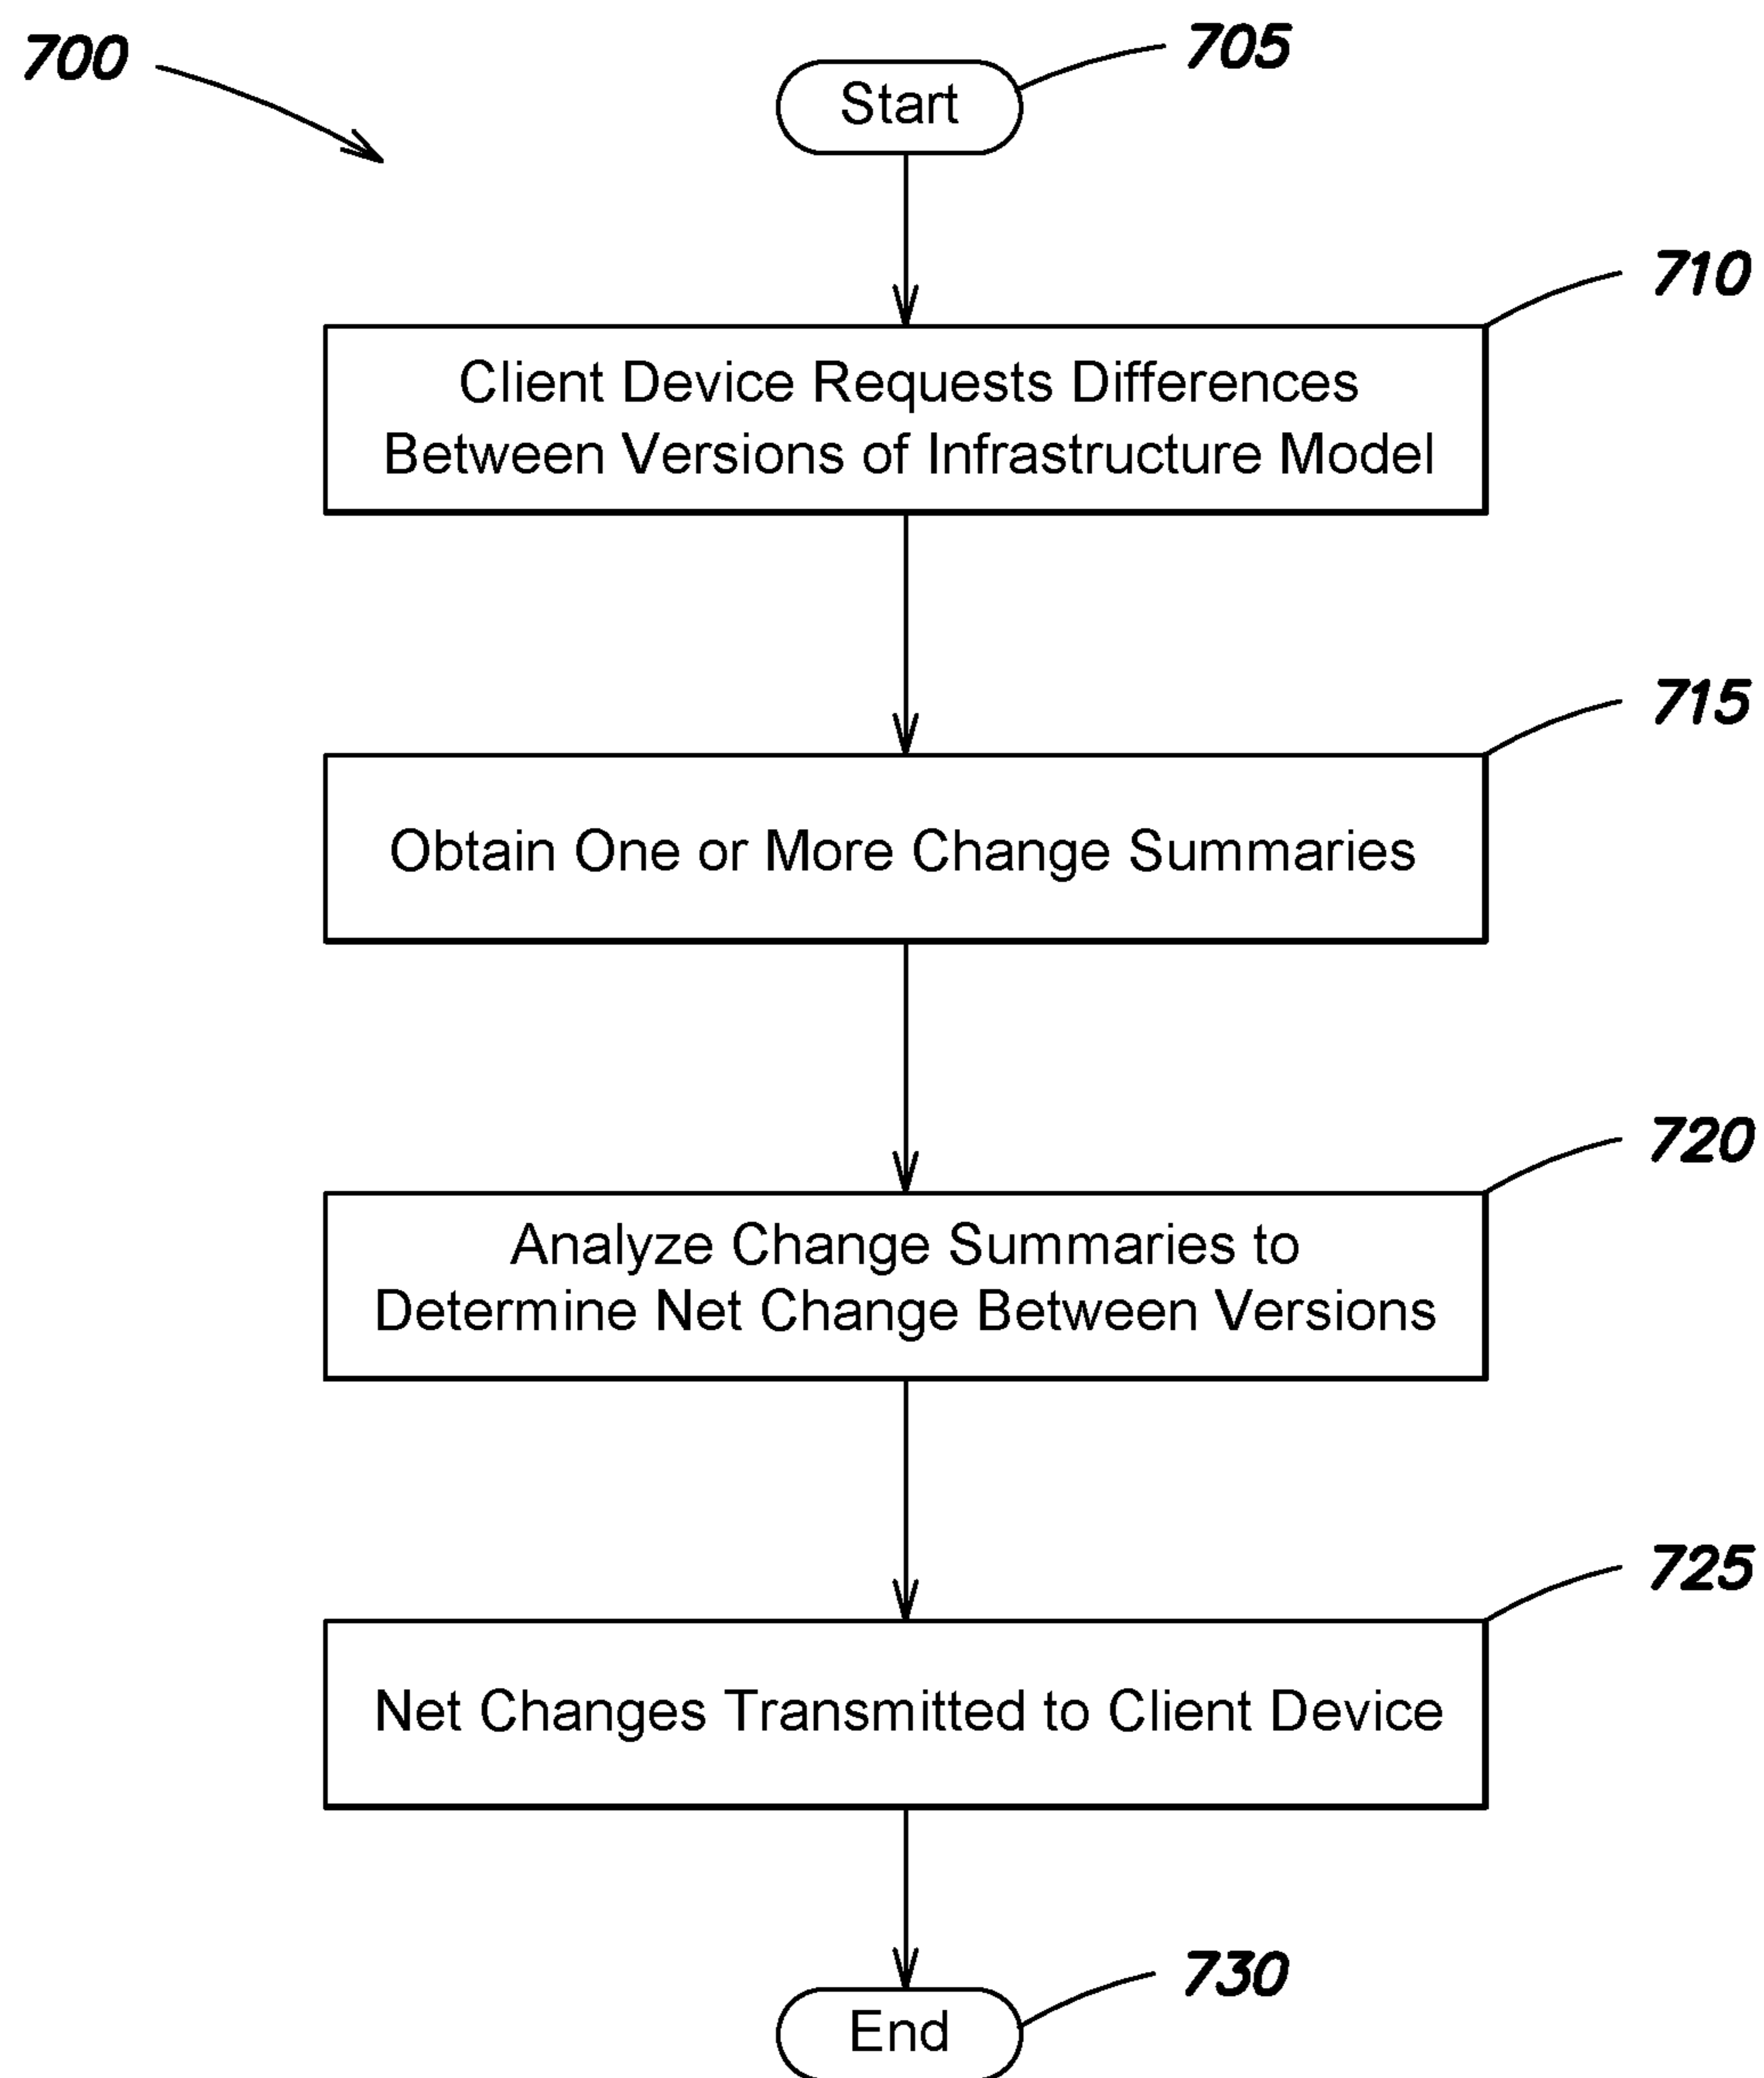 700
705
Start
710
Client Device Requests Differences
Between Versions of Infrastructure Model
715
Obtain One or More Change Summaries
720
Analyze Change Summaries to
Determine Net Change Between Versions
725
Net Changes Transmitted to Client Device
730
End